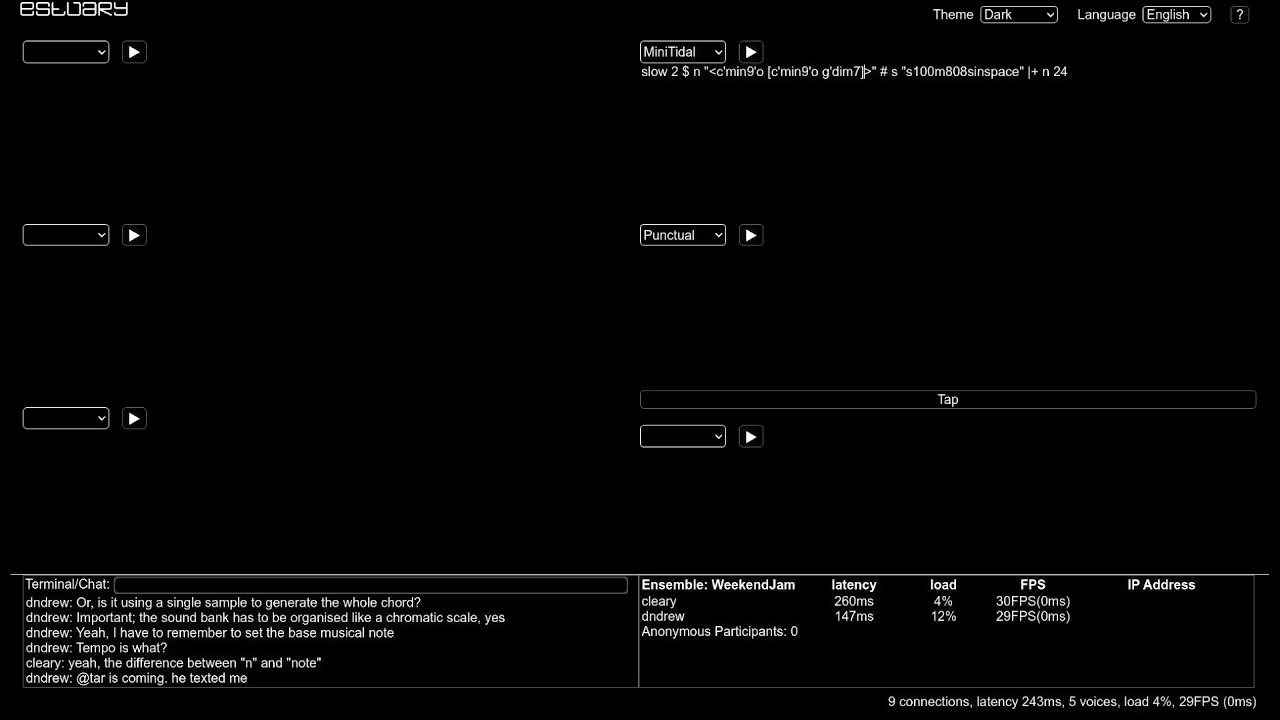 estuary
Theme Dark Language English ?
MiniTidal
slow 2 $ n "<c'min9'o [c'min9'o g'dim7]>" # s "s100m808sinspace" |+ n 24
Punctual
Tap
Terminal/Chat:
dndrew: Or, is it using a single sample to generate the whole chord?
dndrew: Important; the sound bank has to be organised like a chromatic scale, yes
dndrew: Yeah, I have to remember to set the base musical note
dndrew: Tempo is what?
cleary: yeah, the difference between "n" and "note"
dndrew: @tar is coming. he texted me
Ensemble: WeekendJam latency load FPS IP Address
cleary 260ms 4% 30FPS(0ms)
dndrew 147ms 12% 29FPS(0ms)
Anonymous Participants: 0
9 connections, latency 243ms, 5 voices, load 4%, 29FPS (0ms)